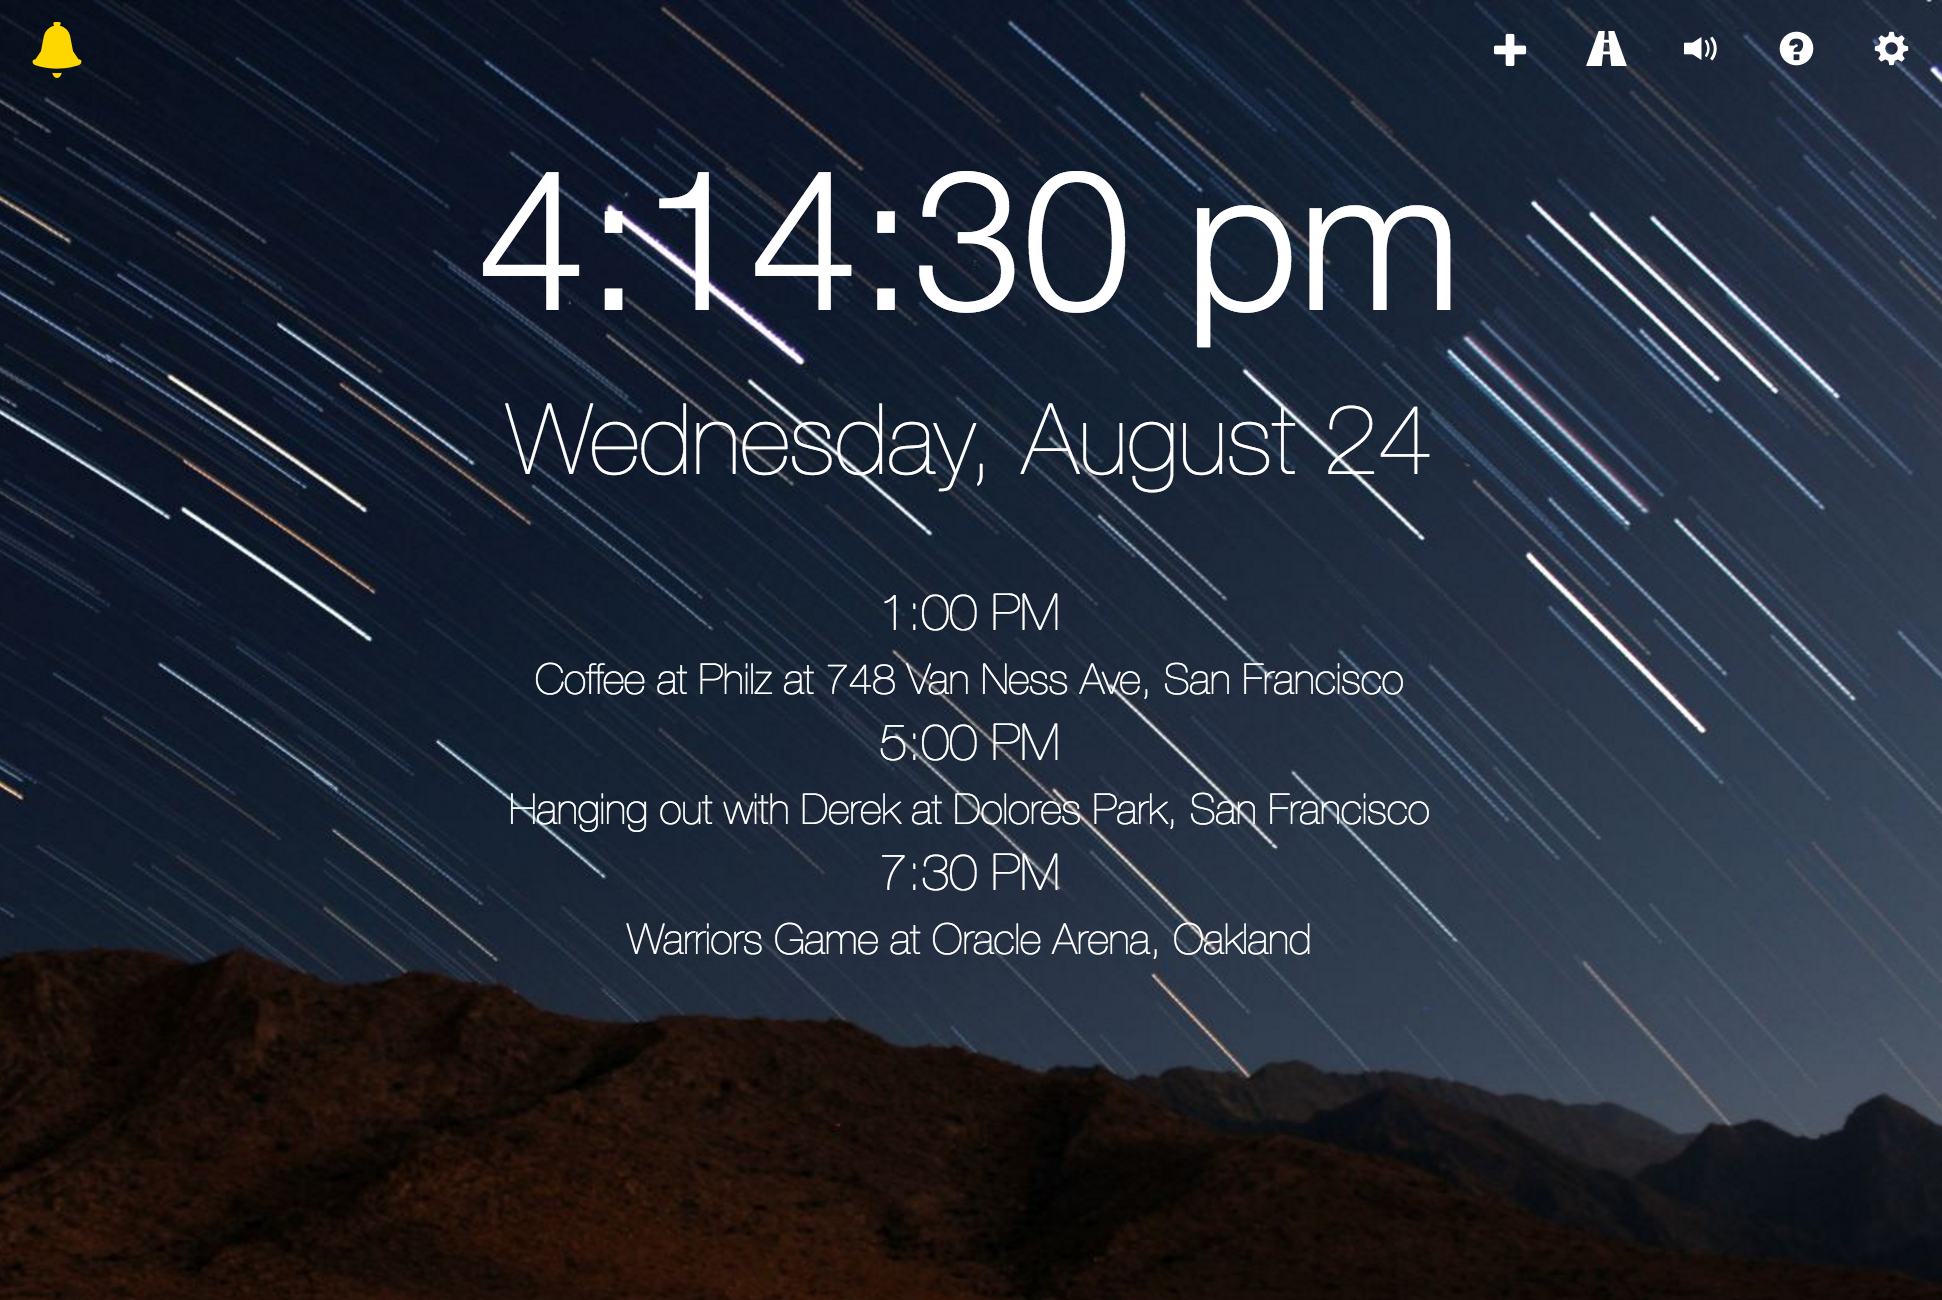 4:14:30 pm
Wednesday, August 24
1:00 PM
Coffee at Philz at 748 Van Ness Ave, San Francisco
5:00 PM
Hanging out with Derek at Dolores Park, San Francisco
7:30 PM
Warriors Game at Oracle Arena, Oakland